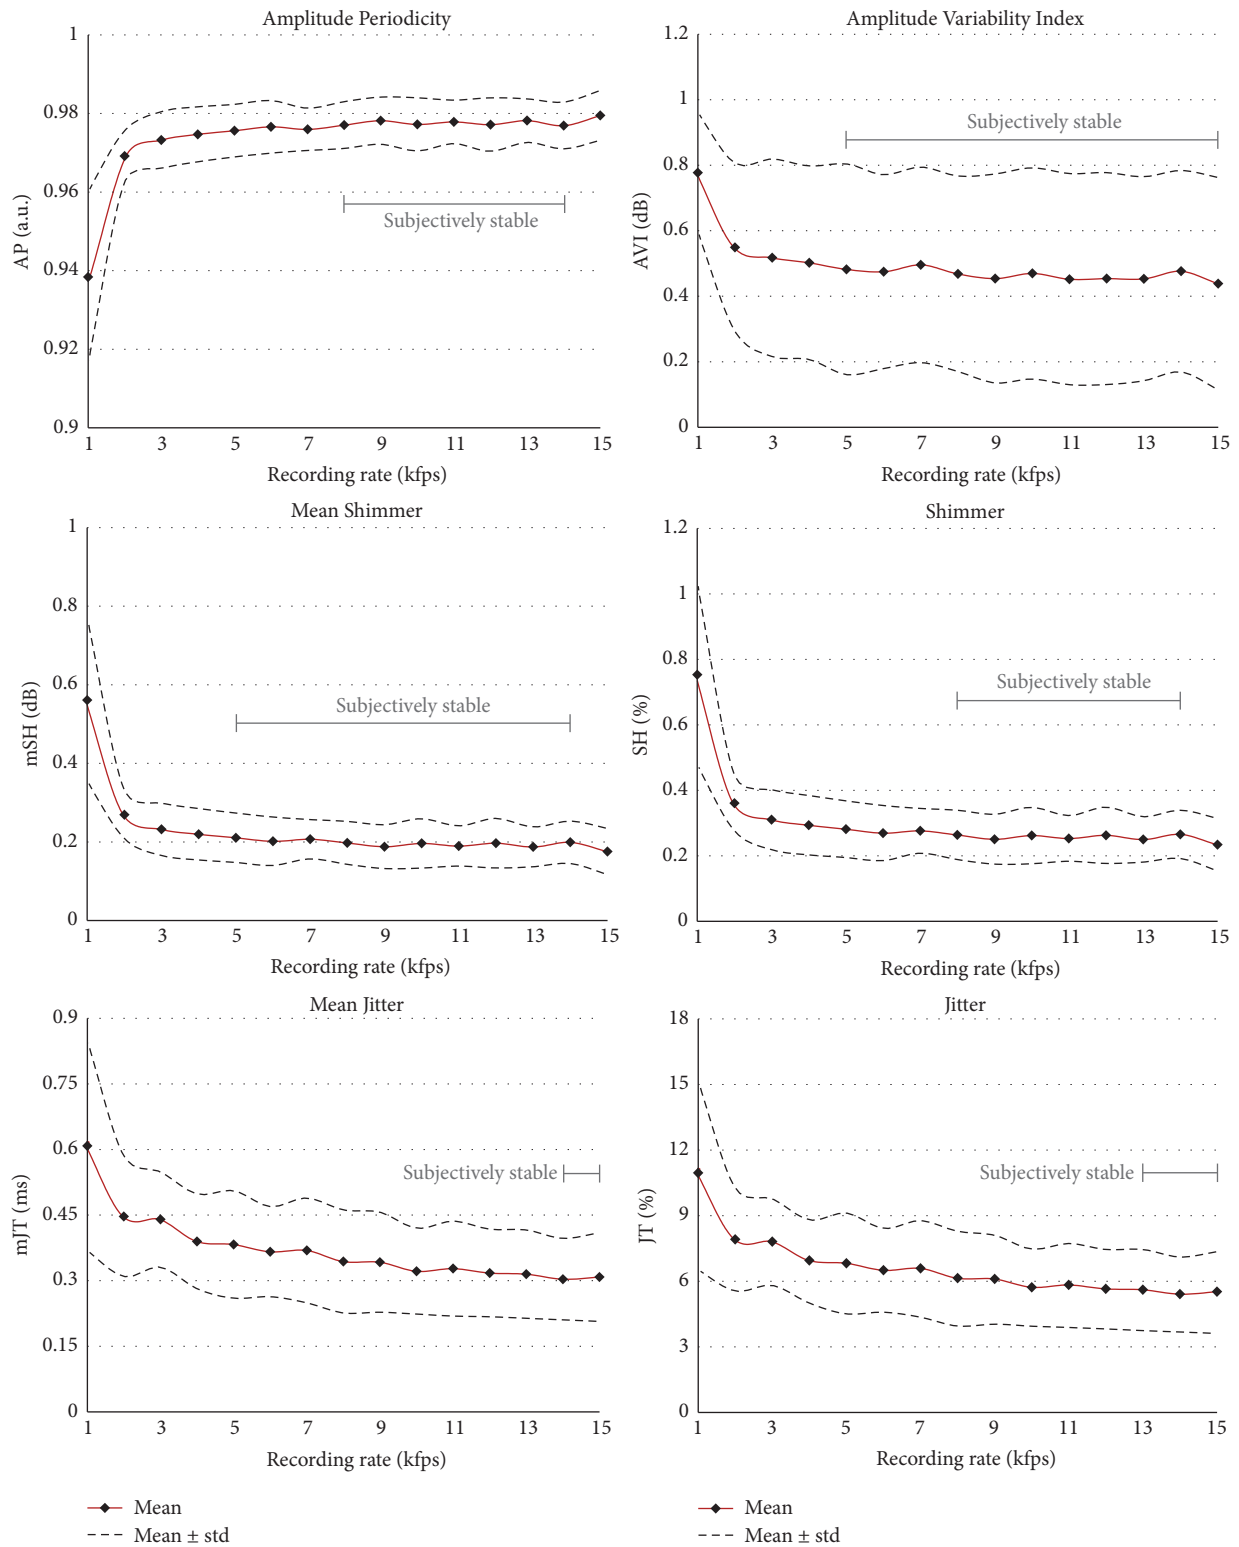 Amplitude Periodicity
1
0.98
0.96
0.94
0.92
0.9
AP (a.u.)
Subjectively stable
1 3 5 7 9 11 13 15
Recording rate (kfps)
Amplitude Variability Index
1.2
1
0.8
0.6
0.4
0.2
0
AVI (dB)
Subjectively stable
1 3 5 7 9 11 13 15
Recording rate (kfps)
Mean Shimmer
1
0.8
0.6
0.4
0.2
0
mSH (dB)
Subjectively stable
1 3 5 7 9 11 13 15
Recording rate (kfps)
Shimmer
1.2
1
0.8
0.6
0.4
0.2
0
SH (%)
Subjectively stable
1 3 5 7 9 11 13 15
Recording rate (kfps)
Mean Jitter
0.9
0.75
0.6
0.45
0.3
0.15
0
mJT (ms)
Subjectively stable
1 3 5 7 9 11 13 15
Recording rate (kfps)
Jitter
18
15
12
9
6
3
0
JT (%)
Subjectively stable
1 3 5 7 9 11 13 15
Recording rate (kfps)
Mean
Mean ± std
Mean
Mean ± std